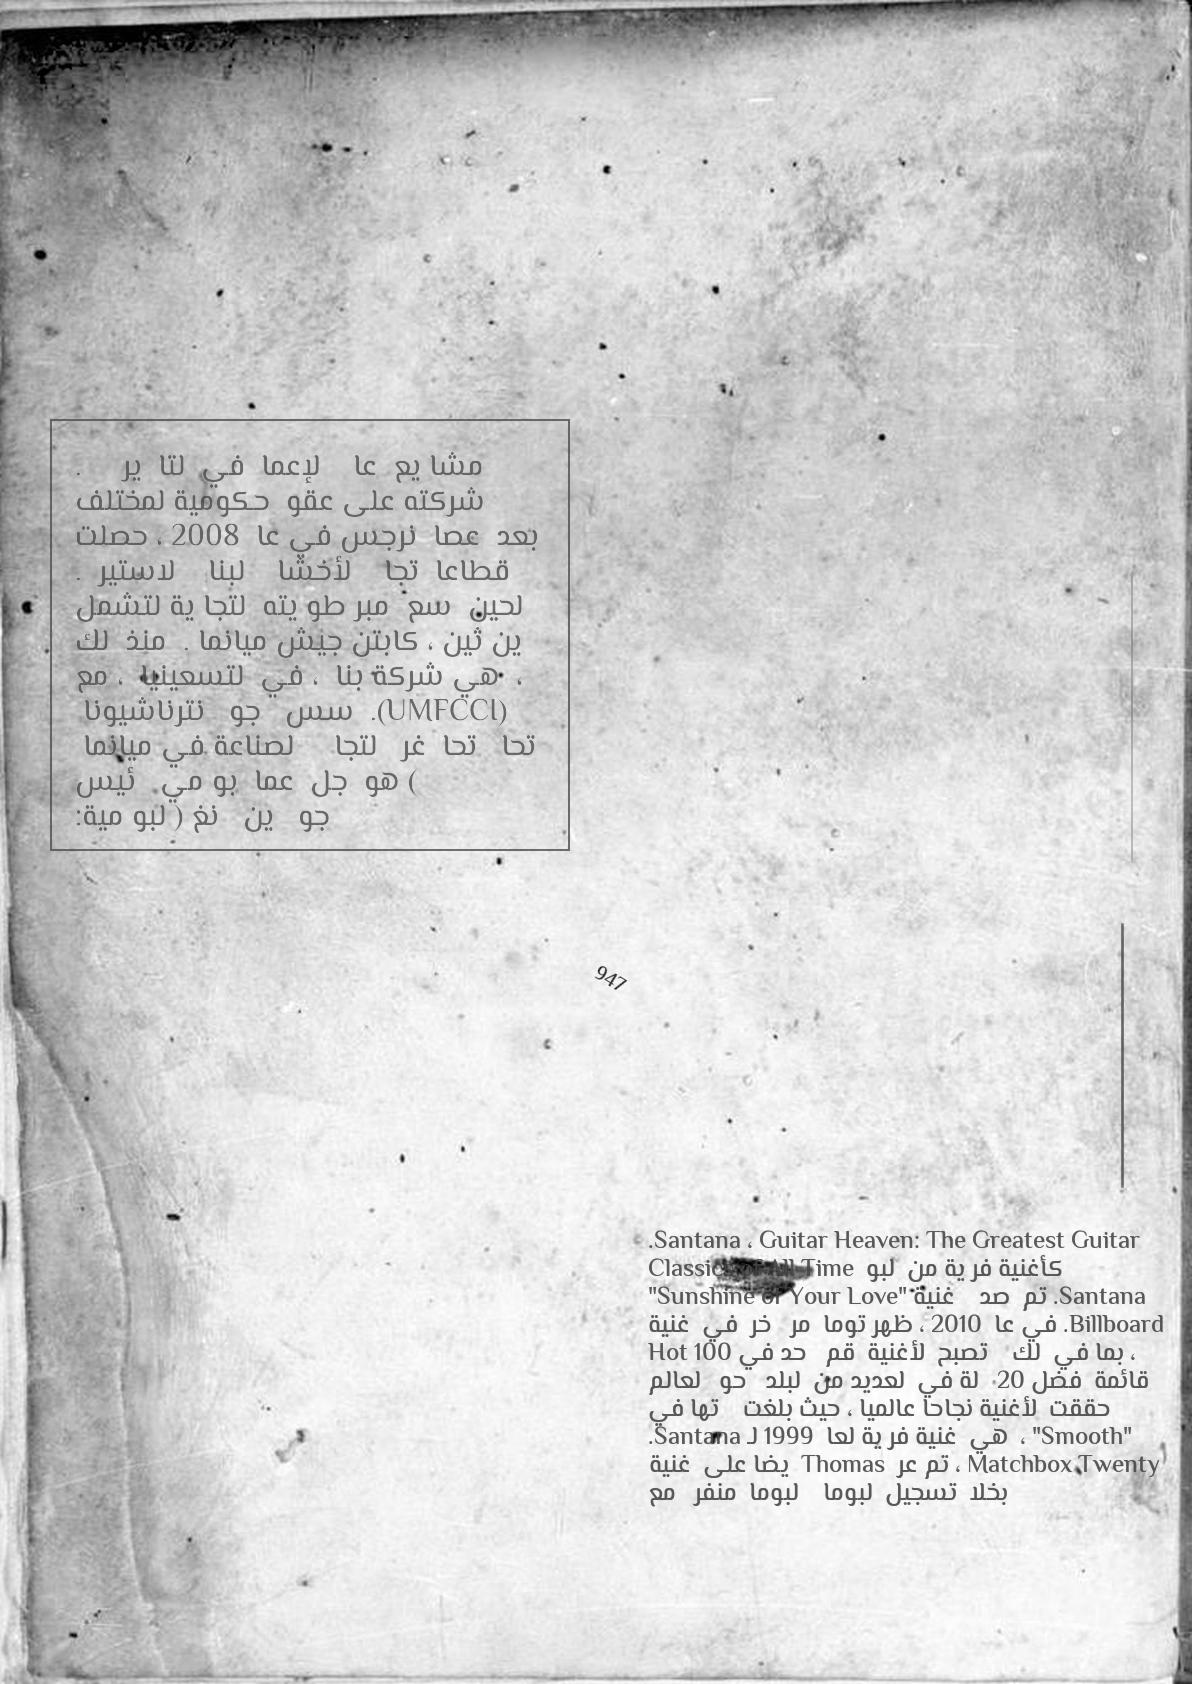 مشا يع عا لإعما في لتا ير .
شركته على عقو حكومية لمختلف
بعد عصا نرجس في عا 2008 ، حصلت
قطاعا تجا لأخشا لبنا لاستير .
لحين سع مبر طو يته لتجا ية لتشمل
ين ثين ، كابتن جيش ميانما . منذ لك
، هي شركة بنا ، في لتسعينيا ، مع
(UMFCCI). سس جو نترناشيونا
تحا تحا غر لتجا لصناعة في ميانما
) هو جل عما بو مي ئيس
جو ين نغ ( لبو مية:
947
Santana ، Guitar Heaven: The Greatest Guitar.
Classics of All Time كأغنية فر ية من لبو
Santana. تم صد غنية "Sunshine of Your Love"
Billboard. في عا 2010 ، ظهر توما مر خر في غنية
، بما في لك تصبح لأغنية قم حد في Hot 100
قائمة فضل 20 لة في لعديد من لبلد حو لعالم
حققت لأغنية نجاحا عالميا ، حيث بلغت تها في
"Smooth" ، هي غنية فر ية لعا 1999 لـ Santana.
Matchbox Twenty ، تم عر Thomas يضا على غنية
بخلا تسجيل لبوما لبوما منفر مع